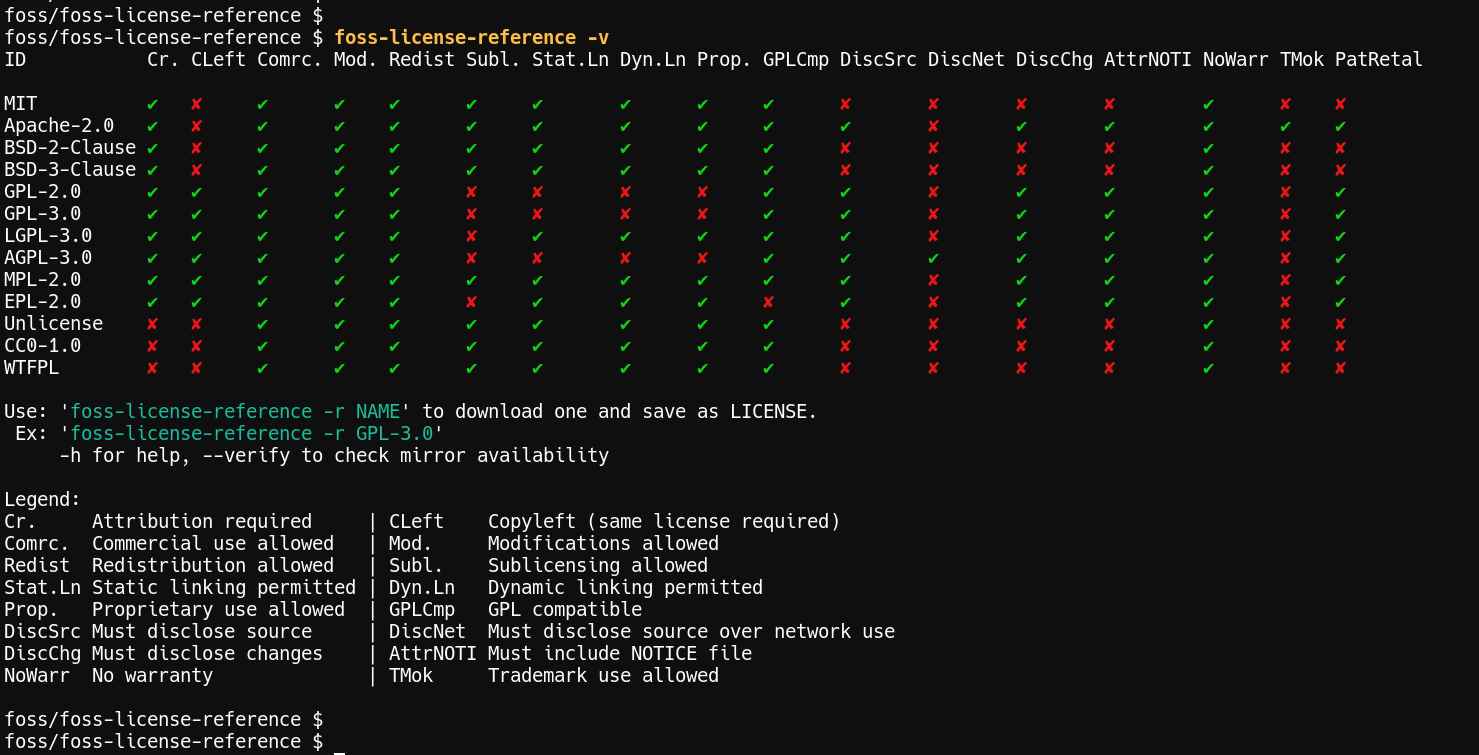 foss/foss-license-reference $
foss/foss-license-reference $ foss-license-reference -v
ID           Cr. CLeft Comrc. Mod. Redist Subl. Stat.Ln Dyn.Ln Prop. GPLCmp DiscSrc DiscNet DiscChg AttrNOTI NoWarr TMok PatRetal
MIT          ✔   ✘     ✔      ✔    ✔      ✔     ✔       ✔      ✔     ✔      ✘       ✘       ✘       ✘        ✔      ✘    ✘
Apache-2.0   ✔   ✘     ✔      ✔    ✔      ✔     ✔       ✔      ✔     ✔      ✔       ✘       ✔       ✔        ✔      ✔    ✔
BSD-2-Clause ✔   ✘     ✔      ✔    ✔      ✔     ✔       ✔      ✔     ✔      ✘       ✘       ✘       ✘        ✔      ✘    ✘
BSD-3-Clause ✔   ✘     ✔      ✔    ✔      ✔     ✔       ✔      ✔     ✔      ✘       ✘       ✘       ✘        ✔      ✘    ✘
GPL-2.0      ✔   ✔     ✔      ✔    ✔      ✘     ✘       ✘      ✘     ✔      ✔       ✘       ✔       ✔        ✔      ✘    ✔
GPL-3.0      ✔   ✔     ✔      ✔    ✔      ✘     ✘       ✘      ✘     ✔      ✔       ✘       ✔       ✔        ✔      ✘    ✔
LGPL-3.0     ✔   ✔     ✔      ✔    ✔      ✘     ✔       ✔      ✔     ✔      ✔       ✘       ✔       ✔        ✔      ✘    ✔
AGPL-3.0     ✔   ✔     ✔      ✔    ✔      ✘     ✘       ✘      ✘     ✔      ✔       ✔       ✔       ✔        ✔      ✘    ✔
MPL-2.0      ✔   ✔     ✔      ✔    ✔      ✔     ✔       ✔      ✔     ✔      ✔       ✘       ✔       ✔        ✔      ✘    ✔
EPL-2.0      ✔   ✔     ✔      ✔    ✔      ✘     ✔       ✔      ✔     ✘      ✔       ✘       ✔       ✔        ✔      ✘    ✔
Unlicense    ✘   ✘     ✔      ✔    ✔      ✔     ✔       ✔      ✔     ✔      ✘       ✘       ✘       ✘        ✔      ✘    ✘
CC0-1.0      ✘   ✘     ✔      ✔    ✔      ✔     ✔       ✔      ✔     ✔      ✘       ✘       ✘       ✘        ✔      ✘    ✘
WTFPL        ✘   ✘     ✔      ✔    ✔      ✔     ✔       ✔      ✔     ✔      ✘       ✘       ✘       ✘        ✔      ✘    ✘
Use: 'foss-license-reference -r NAME' to download one and save as LICENSE.
 Ex: 'foss-license-reference -r GPL-3.0'
     -h for help, --verify to check mirror availability
Legend:
Cr.     Attribution required     | CLeft    Copyleft (same license required)
Comrc.  Commercial use allowed   | Mod.     Modifications allowed
Redist  Redistribution allowed   | Subl.    Sublicensing allowed
Stat.Ln Static linking permitted | Dyn.Ln   Dynamic linking permitted
Prop.   Proprietary use allowed  | GPLCmp   GPL compatible
DiscSrc Must disclose source     | DiscNet  Must disclose source over network use
DiscChg Must disclose changes    | AttrNOTI Must include NOTICE file
NoWarr  No warranty              | TMok     Trademark use allowed
foss/foss-license-reference $
foss/foss-license-reference $